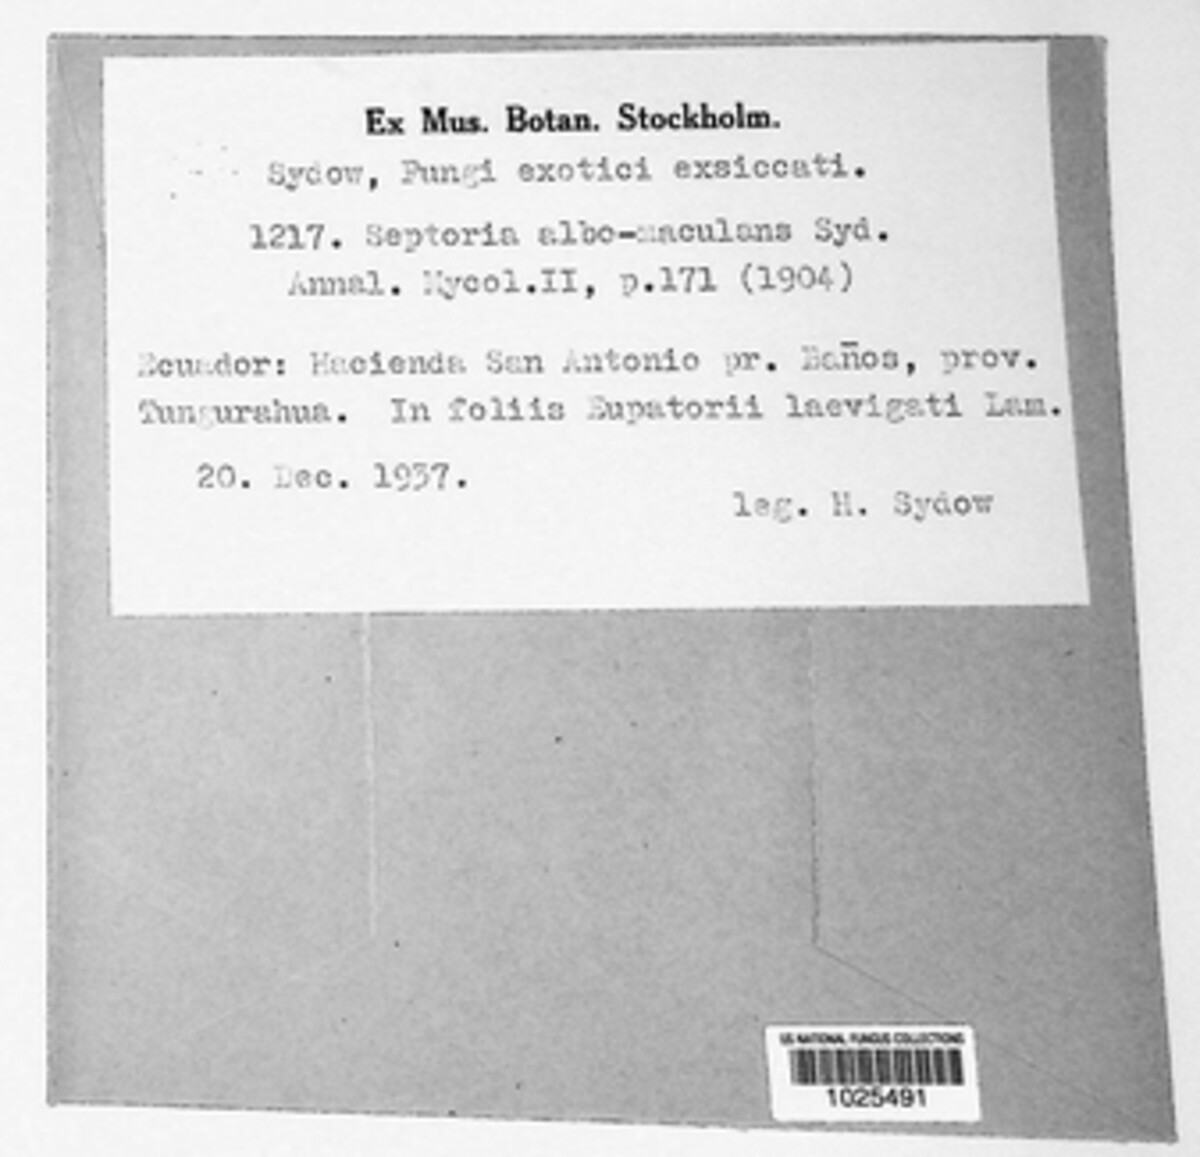 Ex Mus. Botan. Stockholm.
Sydow, Fungi exotici exsiccati.
1217. Septoria albo-maculans Syd.
Annal. Mycol.II, p.171 (1904)
Ecuador: Hacienda San Antonio pr. Baños, prov.
Tungurahua. In foliis Eupatorii laevigati Lam.
20. Dec. 1937.
leg. H. Sydow
US NATIONAL FUNGUS COLLECTIONS
1025491